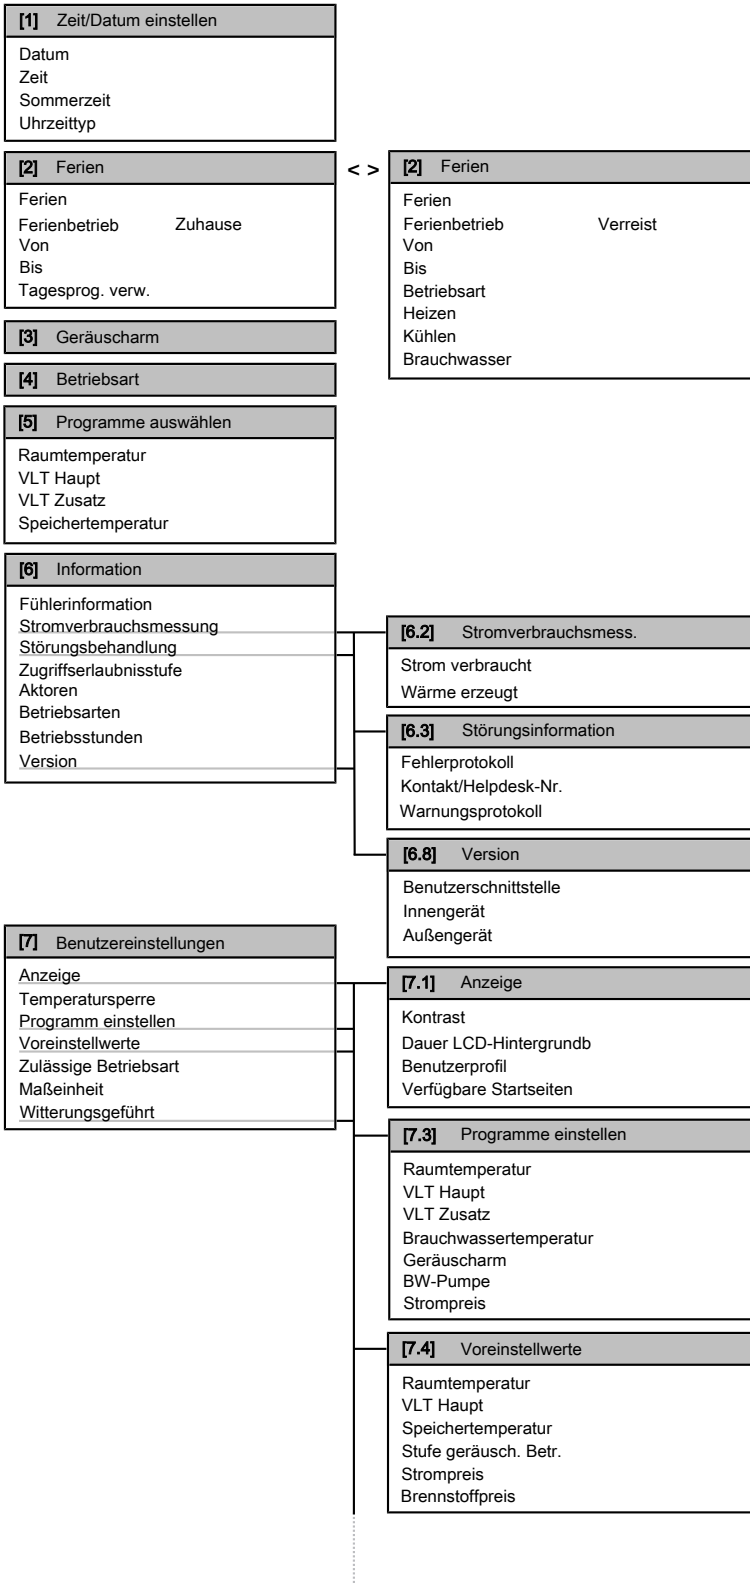 [1] Zeit/Datum einstellen
Datum
Zeit
Sommerzeit
Uhrzeittyp
[2] Ferien
Ferien
Ferienbetrieb Zuhause
Von
Bis
Tagesprog. verw.
< >
[2] Ferien
Ferien
Ferienbetrieb Verreist
Von
Bis
Betriebsart
Heizen
Kühlen
Brauchwasser
[3] Geräuscharm
[4] Betriebsart
[5] Programme auswählen
Raumtemperatur
VLT Haupt
VLT Zusatz
Speichertemperatur
[6] Information
Fühlerinformation
Stromverbrauchsmessung
Störungsbehandlung
Zugriffserlaubnisstufe
Aktoren
Betriebsarten
Betriebsstunden
Version
[6.2] Stromverbrauchsmess.
Strom verbraucht
Wärme erzeugt
[6.3] Störungsinformation
Fehlerprotokoll
Kontakt/Helpdesk-Nr.
Warnungsprotokoll
[6.8] Version
Benutzerschnittstelle
Innengerät
Außengerät
[7] Benutzereinstellungen
Anzeige
Temperatursperre
Programm einstellen
Voreinstellwerte
Zulässige Betriebsart
Maßeinheit
Witterungsgeführt
[7.1] Anzeige
Kontrast
Dauer LCD-Hintergrundb
Benutzerprofil
Verfügbare Startseiten
[7.3] Programme einstellen
Raumtemperatur
VLT Haupt
VLT Zusatz
Brauchwassertemperatur
Geräuscharm
BW-Pumpe
Strompreis
[7.4] Voreinstellwerte
Raumtemperatur
VLT Haupt
Speichertemperatur
Stufe geräusch. Betr.
Strompreis
Brennstoffpreis